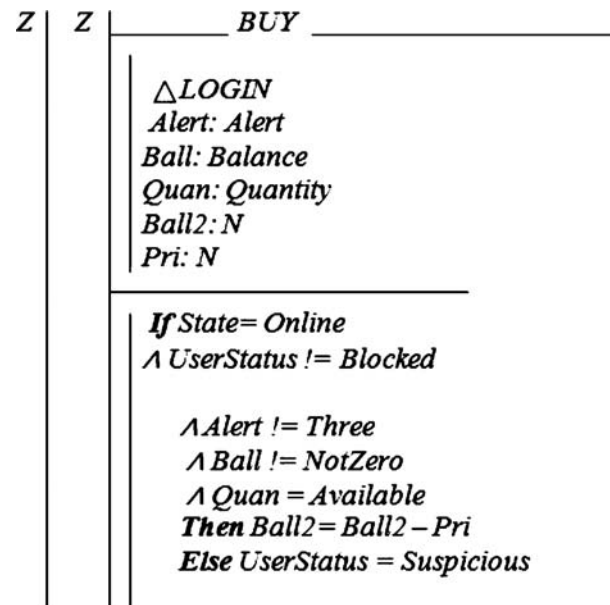 Z Z BUY
△LOGIN
Alert: Alert
Ball: Balance
Quan: Quantity
Ball2: N
Pri: N
If State= Online
∧ UserStatus != Blocked
∧ Alert != Three
∧ Ball != NotZero
∧ Quan = Available
Then Ball2= Ball2 – Pri
Else UserStatus = Suspicious